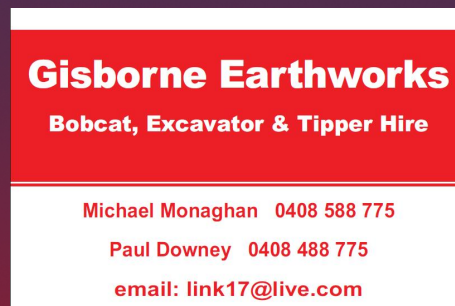 Gisborne Earthworks
Bobcat, Excavator & Tipper Hire
Michael Monaghan 0408 588 775
Paul Downey 0408 488 775
email: link17@live.com